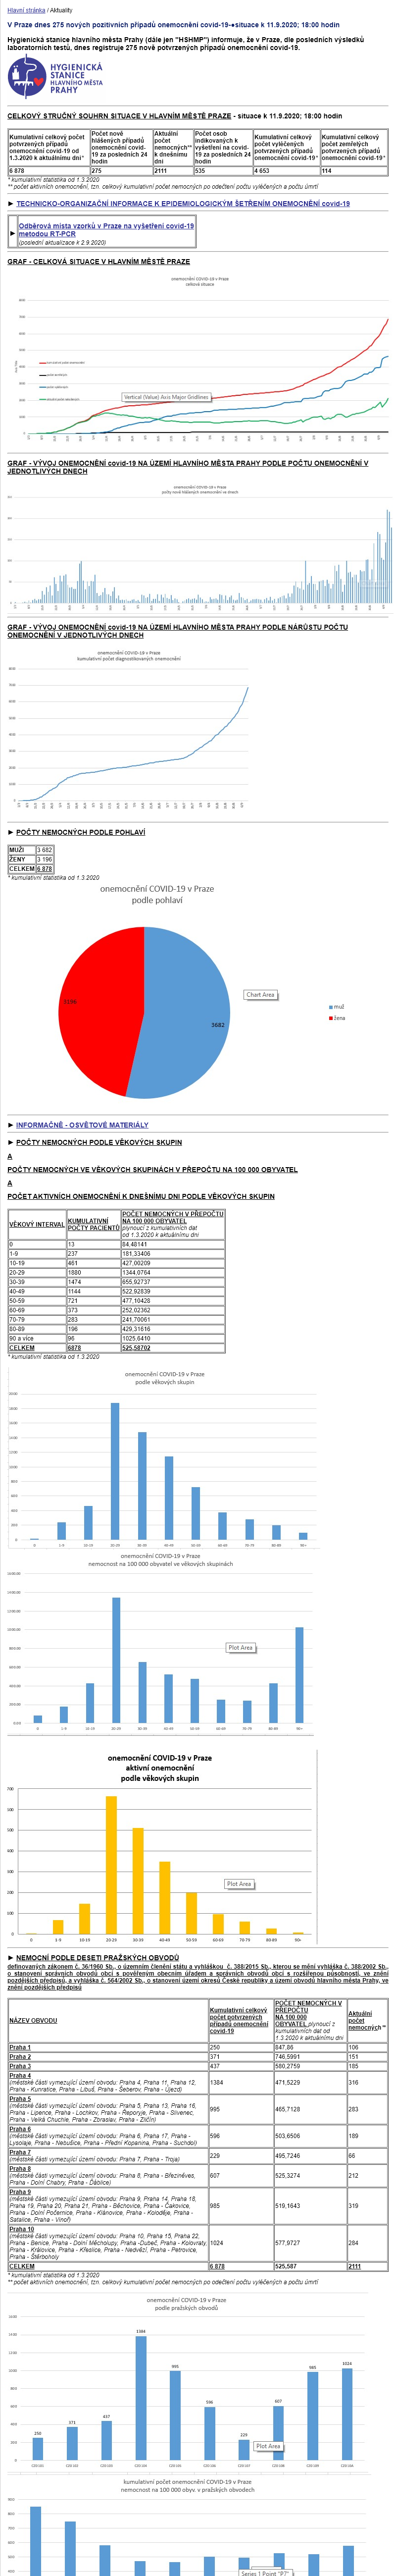 Hlavní stránka / Aktuality
V Praze dnes 275 nových pozitivních případů onemocnění covid-19-●situace k 11.9.2020; 18:00 hodin
Hygienická stanice hlavního města Prahy (dále jen "HSHMP") informuje, že v Praze, dle posledních výsledků
laboratorních testů, dnes registruje 275 nově potvrzených případů onemocnění covid-19.
HYGIENICKÁ
STANICE
HLAVNÍHO MĚSTA
PRAHY
CELKOVÝ STRUČNÝ SOUHRN SITUACE V HLAVNÍM MĚSTĚ PRAZE - situace k 11.9.2020; 18:00 hodin
Kumulativní celkový počet potvrzených případů onemocnění covid-19 od 1.3.2020 k aktuálnímu dni*
Počet nově hlášených případů onemocnění covid-19 za posledních 24 hodin
Aktuální počet nemocných** k dnešnímu dni
Počet osob indikovaných k vyšetření na covid-19 za posledních 24 hodin
Kumulativní celkový počet vyléčených případů onemocnění covid-19*
Kumulativní celkový počet zemřelých potvrzených případů onemocnění covid-19*
6 878 275 2111 535 4 653 114
* kumulativní statistika od 1.3.2020
** počet aktivních onemocnění, tzn. celkový kumulativní počet nemocných po odečtení počtu vyléčených a počtu úmrtí
► TECHNICKO-ORGANIZAČNÍ INFORMACE K EPIDEMIOLOGICKÝM ŠETŘENÍM ONEMOCNĚNÍ covid-19
► Odběrová místa vzorků v Praze na vyšetření covid-19
metodou RT-PCR
(poslední aktualizace k 2.9.2020)
GRAF - CELKOVÁ SITUACE V HLAVNÍM MĚSTĚ PRAZE
onemocnění COVID-19 v Praze
celková situace
Vertical (Value) Axis Major Gridlines
GRAF - VÝVOJ ONEMOCNĚNÍ covid-19 NA ÚZEMÍ HLAVNÍHO MĚSTA PRAHY PODLE POČTU ONEMOCNĚNÍ V
JEDNOTLIVÝCH DNECH
onemocnění COVID-19 v Praze
počty nově hlášených onemocnění ve dnech
GRAF - VÝVOJ ONEMOCNĚNÍ covid-19 NA ÚZEMÍ HLAVNÍHO MĚSTA PRAHY PODLE NÁRŮSTU POČTU
ONEMOCNĚNÍ V JEDNOTLIVÝCH DNECH
onemocnění COVID-19 v Praze
kumulativní počet diagnostikovaných onemocnění
► POČTY NEMOCNÝCH PODLE POHLAVÍ
MUŽI 3 682
ŽENY 3 196
CELKEM 6 878
* kumulativní statistika od 1.3.2020
onemocnění COVID-19 v Praze
podle pohlaví
Chart Area
3196
3682
muž
žena
► INFORMAČNĚ - OSVĚTOVÉ MATERIÁLY
► POČTY NEMOCNÝCH PODLE VĚKOVÝCH SKUPIN
A
POČTY NEMOCNÝCH VE VĚKOVÝCH SKUPINÁCH V PŘEPOČTU NA 100 000 OBYVATEL
A
POČET AKTIVNÍCH ONEMOCNĚNÍ K DNEŠNÍMU DNI PODLE VĚKOVÝCH SKUPIN
VĚKOVÝ INTERVAL
KUMULATIVNÍ POČTY PACIENTŮ
POČET NEMOCNÝCH V PŘEPOČTU NA 100 000 OBYVATEL plynoucí z kumulativních dat od 1.3.2020 k aktuálnímu dni
0 13 84,48141
1-9 237 181,33406
10-19 461 427,00209
20-29 1880 1344,0764
30-39 1474 655,92737
40-49 1144 522,92839
50-59 721 477,10428
60-69 373 252,02362
70-79 283 241,70061
80-89 196 429,31616
90 a více 96 1025,6410
CELKEM 6878 525,58702
* kumulativní statistika od 1.3.2020
onemocnění COVID-19 v Praze
podle věkových skupin
onemocnění COVID-19 v Praze
nemocnost na 100 000 obyvatel ve věkových skupinách
Plot Area
onemocnění COVID-19 v Praze
aktivní onemocnění
podle věkových skupin
Plot Area
0 1-9 10-19 20-29 30-39 40-49 50-59 60-69 70-79 80-89 90+
► NEMOCNÍ PODLE DESETI PRAŽSKÝCH OBVODŮ
definovaných zákonem č. 36/1960 Sb., o územním členění státu a vyhláškou č. 388/2015 Sb., kterou se mění vyhláška č. 388/2002 Sb.,
o stanovení správních obvodů obcí s pověřeným obecním úřadem a správních obvodů obcí s rozšířenou působností, ve znění
pozdějších předpisů, a vyhláška č. 564/2002 Sb., o stanovení území okresů České republiky a území obvodů hlavního města Prahy, ve
znění pozdějších předpisů
NÁZEV OBVODU
Kumulativní celkový počet potvrzených případů onemocnění covid-19
POČET NEMOCNÝCH V PŘEPOČTU NA 100 000 OBYVATEL plynoucí z kumulativních dat od 1.3.2020 k aktuálnímu dni
Aktuální počet nemocných**
Praha 1 250 847,86 106
Praha 2 371 746,5991 151
Praha 3 437 580,2759 185
Praha 4
(městské části vymezující území obvodu: Praha 4, Praha 11, Praha 12,
Praha - Kunratice, Praha - Libuš, Praha - Šeberov, Praha - Újezd)
1384 471,5229 316
Praha 5
(městské části vymezující území obvodu: Praha 5, Praha 13, Praha 16,
Praha - Lipence, Praha - Lochkov, Praha - Řeporyje, Praha - Slivenec,
Praha - Velká Chuchle, Praha - Zbraslav, Praha - Zličín)
995 465,7128 283
Praha 6
(městské části vymezující území obvodu: Praha 6, Praha 17, Praha -
Lysolaje, Praha - Nebušice, Praha - Přední Kopanina, Praha - Suchdol)
596 503,6506 189
Praha 7
(městské části vymezující území obvodu: Praha 7, Praha - Troja)
229 495,7246 66
Praha 8
(městské části vymezující území obvodu: Praha 8, Praha - Březiněves,
Praha - Dolní Chabry, Praha - Ďáblice)
607 525,3274 212
Praha 9
(městské části vymezující území obvodu: Praha 9, Praha 14, Praha 18,
Praha 19, Praha 20, Praha 21, Praha - Běchovice, Praha - Čakovice,
Praha - Dolní Počernice, Praha - Klánovice, Praha - Koloděje, Praha -
Satalice, Praha - Vinoř)
985 519,1643 319
Praha 10
(městské části vymezující území obvodu: Praha 10, Praha 15, Praha 22,
Praha - Benice, Praha - Dolní Měcholupy, Praha -Dubeč, Praha - Kolovraty,
Praha - Královice, Praha - Křeslice, Praha - Nedvězí, Praha - Petrovice,
Praha - Štěrboholy
1024 577,9727 284
CELKEM 6 878 525,587 2111
* kumulativní statistika od 1.3.2020
** počet aktivních onemocnění, tzn. celkový kumulativní počet nemocných po odečtení počtu vyléčených a počtu úmrtí
onemocnění COVID-19 v Praze
podle pražských obvodů
250 371 437 1384 995 596 229 607 985 1024
Plot Area
kumulativní počet onemocnění COVID-19 v Praze
nemocnost na 100 000 obyv. v pražských obvodech
Series 1 Point "P7"